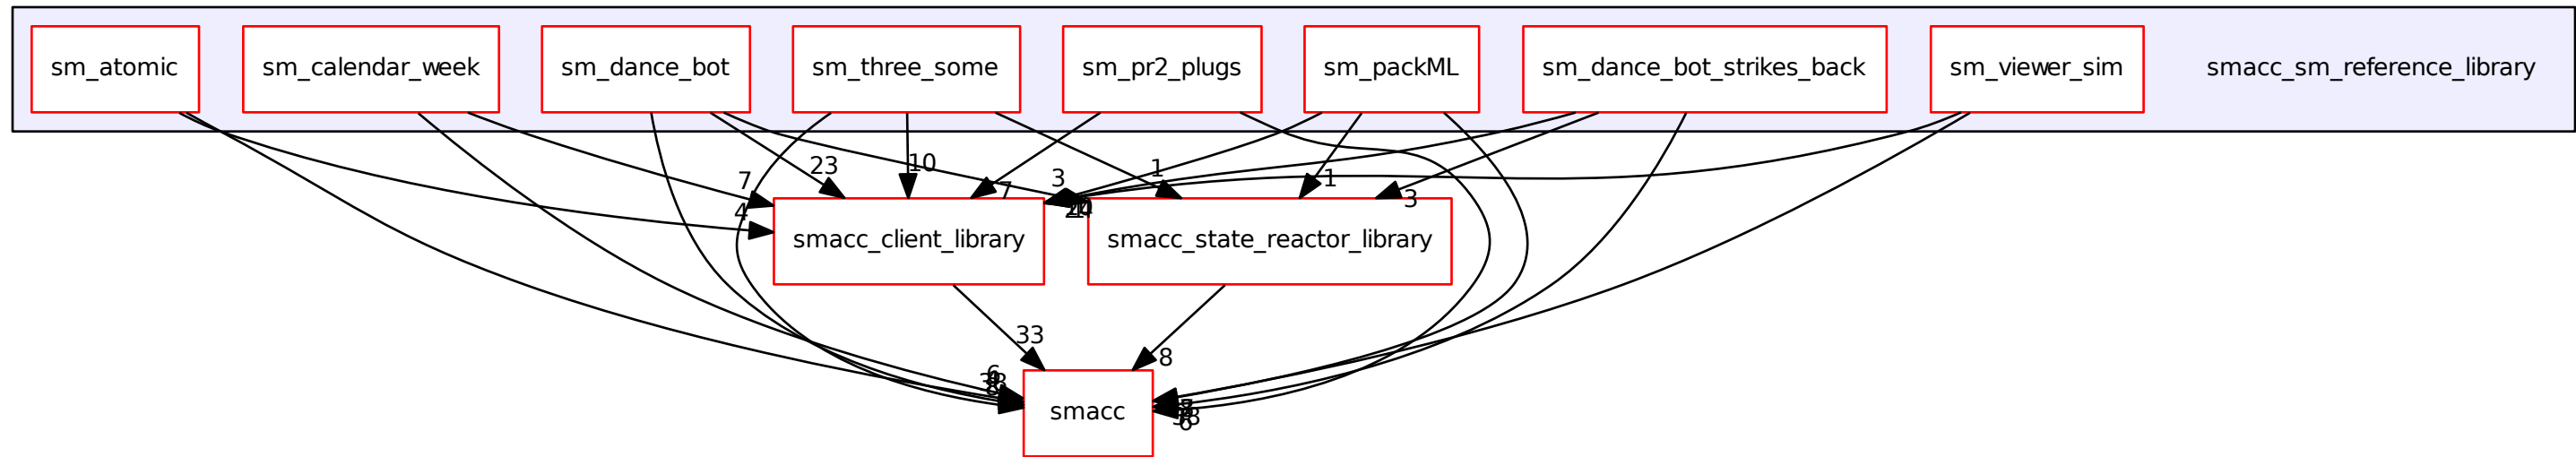 sm_atomic
sm_calendar_week
sm_dance_bot
sm_three_some
sm_pr2_plugs
sm_packML
sm_dance_bot_strikes_back
sm_viewer_sim
smacc_sm_reference_library
23
10
1
7
3
1
7
3
4
smacc_client_library
smacc_state_reactor_library
33
8
smacc